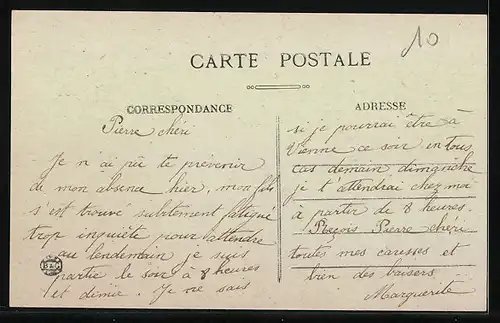 10
CARTE POSTALE
CORRESPONDANCE
Pierre chéri
Je n'ai pû te prévenir
de mon absence hier, mon fils
s'est trouvé subitement fatigué
trop inquiète pour attendre
au lendemain je suis
partie le soir à 8 heures
et dimie. Je ne sais
ADRESSE
si je pourrai être à
Vienne ce soir, en tous
cas demain, dimanche
je t'attendrai chez moi
à partir de 8 heures.
Reçois Pierre chéri
toutes mes caresses et
bien des baisers
Marguerite